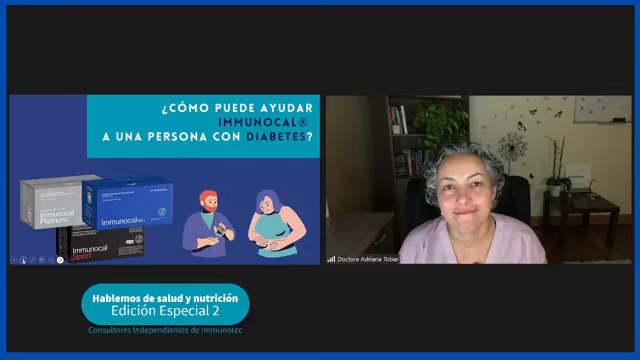 ¿CÓMO PUEDE AYUDAR
IMMUNOCAL®
A UNA PERSONA CON DIABETES?
Immunocal
Platinum
Immunocal
Immunocal
Sport
Doctora Adriana Tobar
Hablemos de salud y nutrición
Edición Especial 2
Consultores Independientes de Immunotec